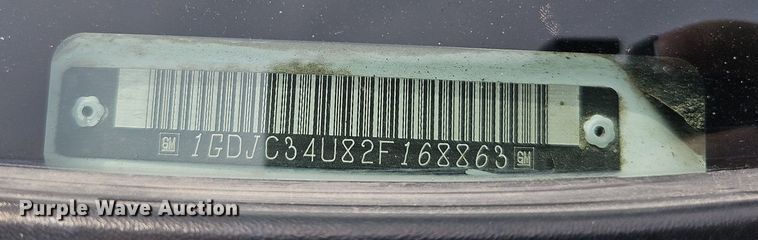 GM 1GDJC34U82F168863 GM
Purple Wave Auction